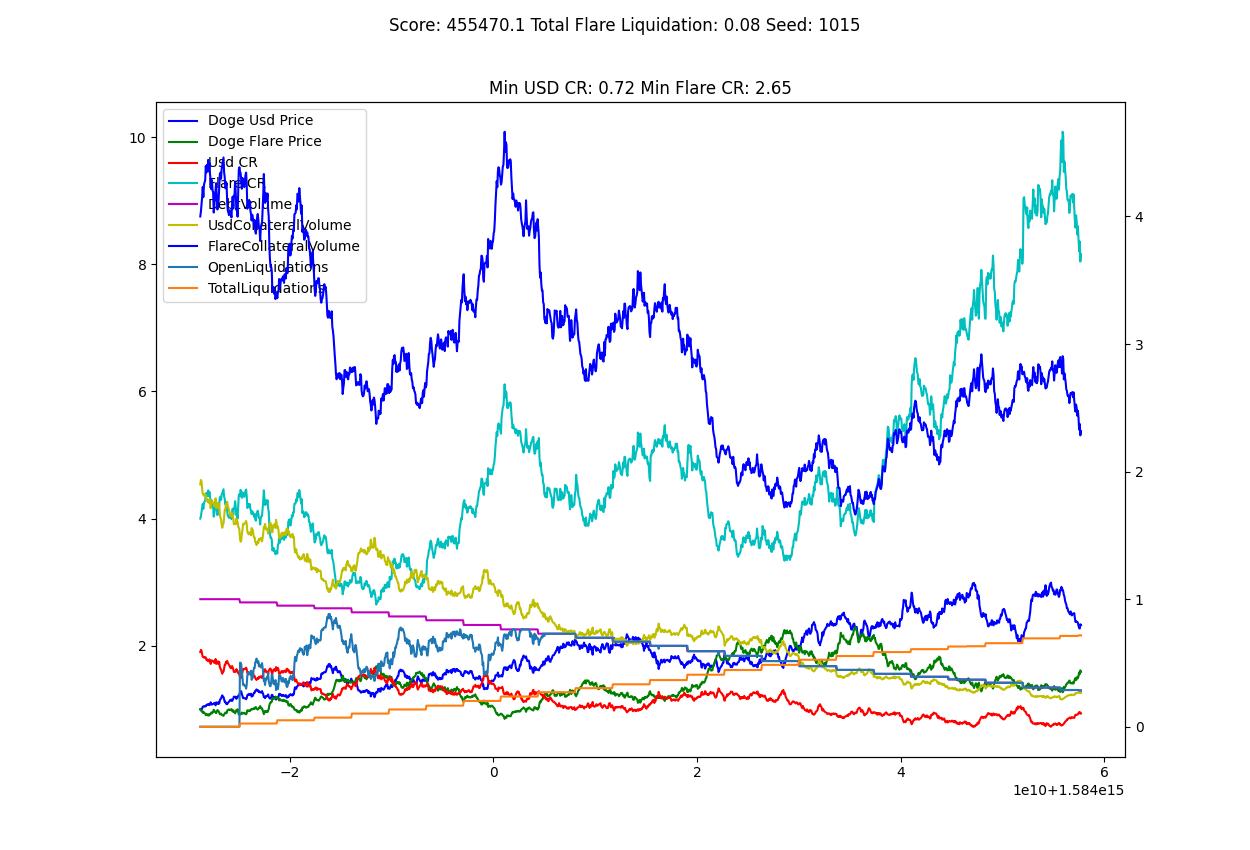 Score: 455470.1 Total Flare Liquidation: 0.08 Seed: 1015
Min USD CR: 0.72 Min Flare CR: 2.65
Doge Usd Price
Doge Flare Price
Usd CR
Flare CR
DebtVolume
UsdCollateralVolume
FlareCollateralVolume
OpenLiquidations
TotalLiquidations
10
8
6
4
2
4
3
2
1
0
−2
0
2
4
6
1e10+1.584e15